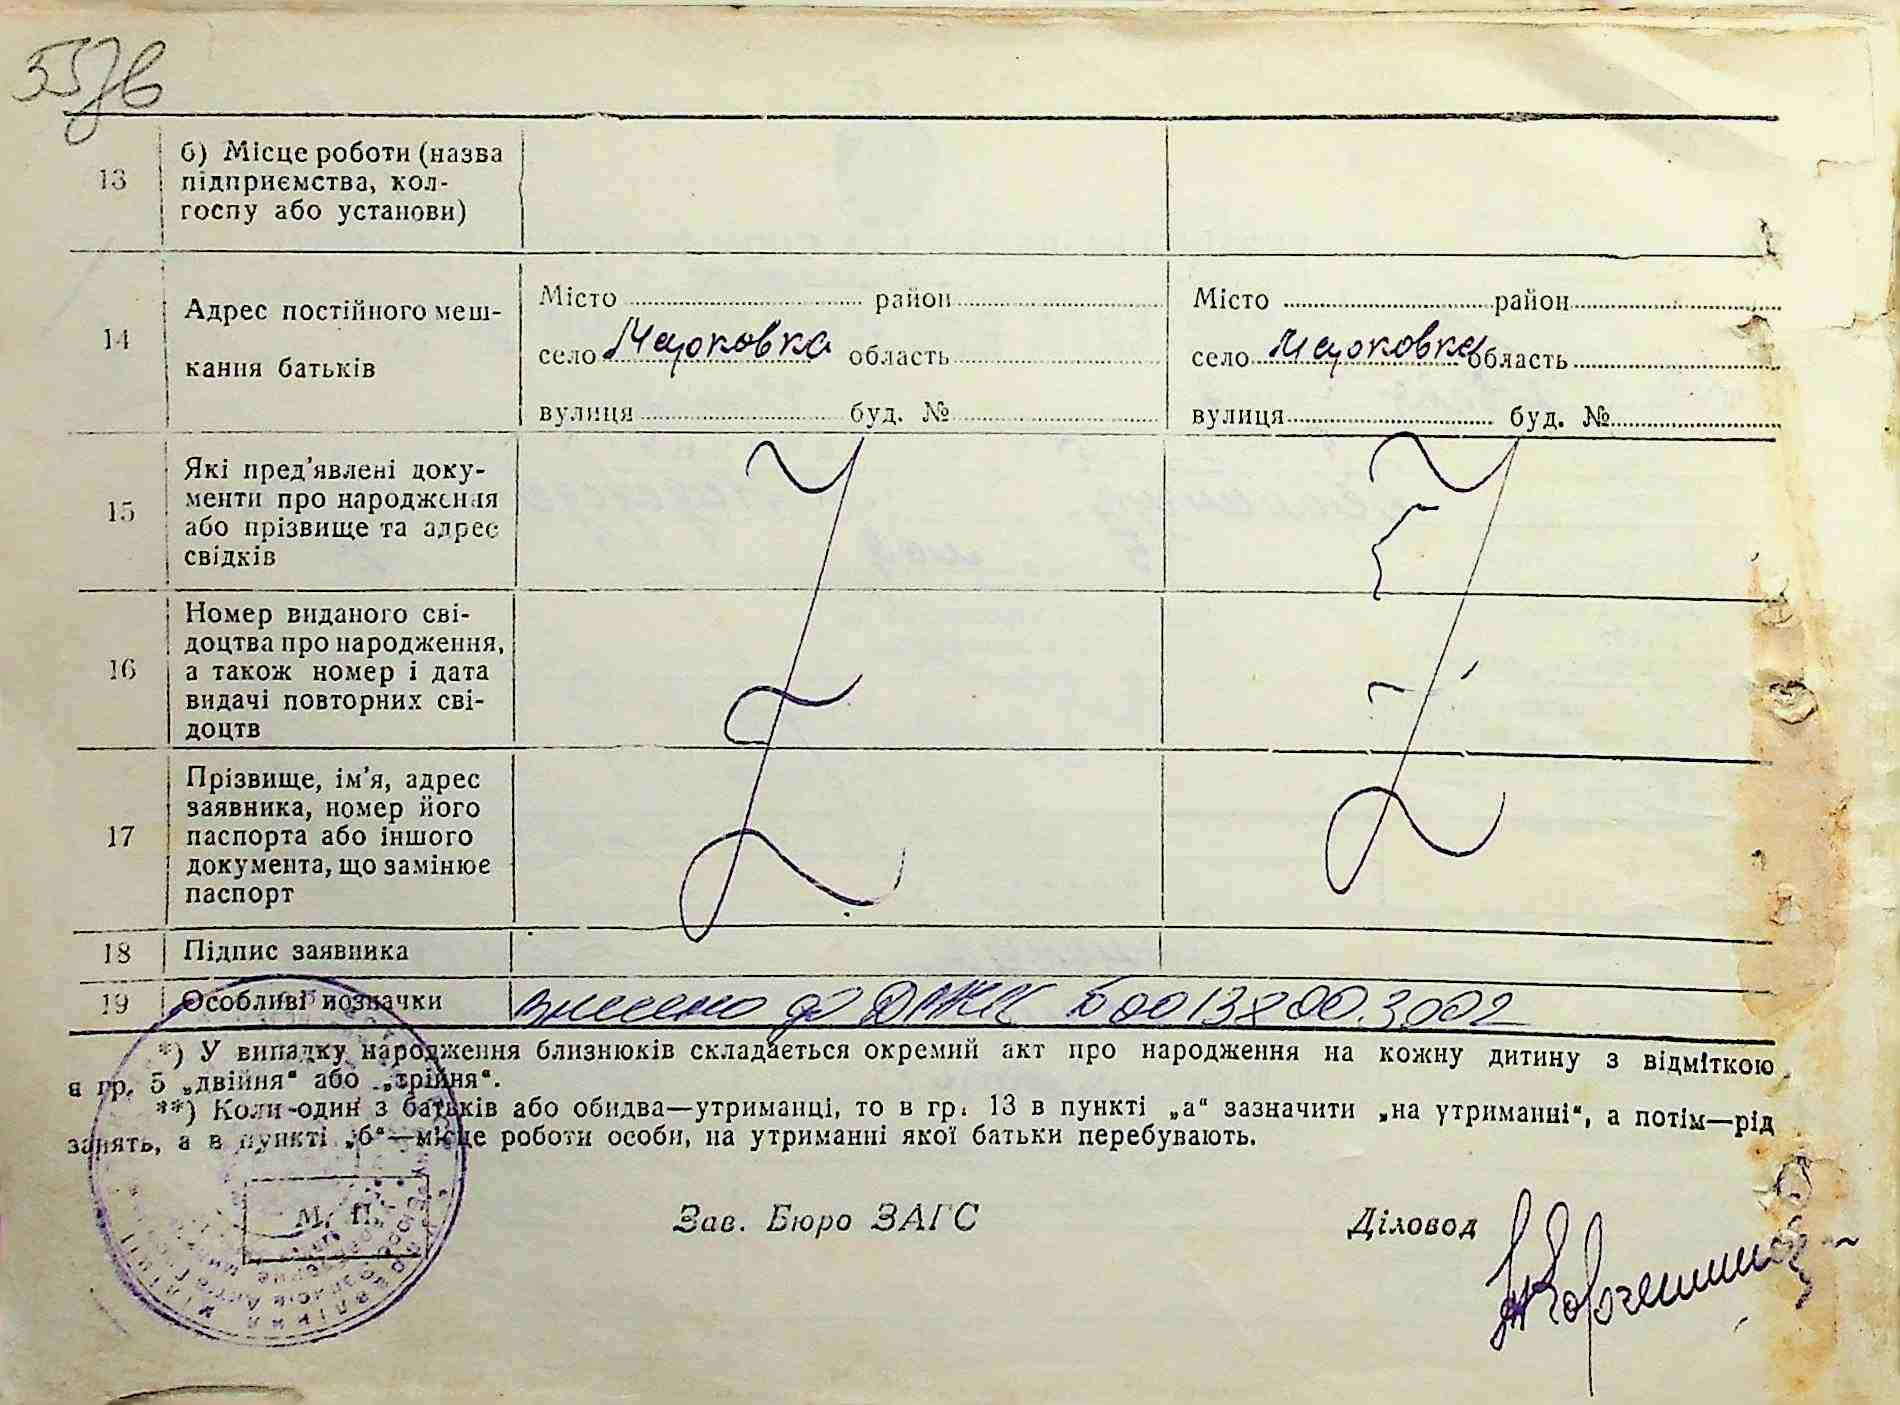 557в
13
б) Місце роботи (назва
підприємства, кол-
госпу або установи)
14
Адрес постійного меш-
кання батьків
Місто район
село Чепоковка область
вулиця буд. №
Місто район
село область
вулиця буд. №
15
Які пред’явлені доку-
менти про народження
або прізвище та адрес
свідків
16
Номер виданого сві-
доцтва про народження,
а також номер і дата
видачі повторних сві-
доцтв
17
Прізвище, ім’я, адрес
заявника, номер його
паспорта або іншого
документа, що замінює
паспорт
18
Підпис заявника
19
Особливі позначки
внесено до
*) У випадку народження близнюків складається окремий акт про народження на кожну дитину з відміткою
в гр. 5 „двійня“ або „трійня“.
**) Коли один з батьків або обидва—утриманці, то в гр. 13 в пункті „а“ зазначити „на утриманні“, а потім—рід
занять, а в пункті „б“—місце роботи особи, на утриманні якої батьки перебувають.
М. П.
Зав. Бюро ЗАГС
Діловод